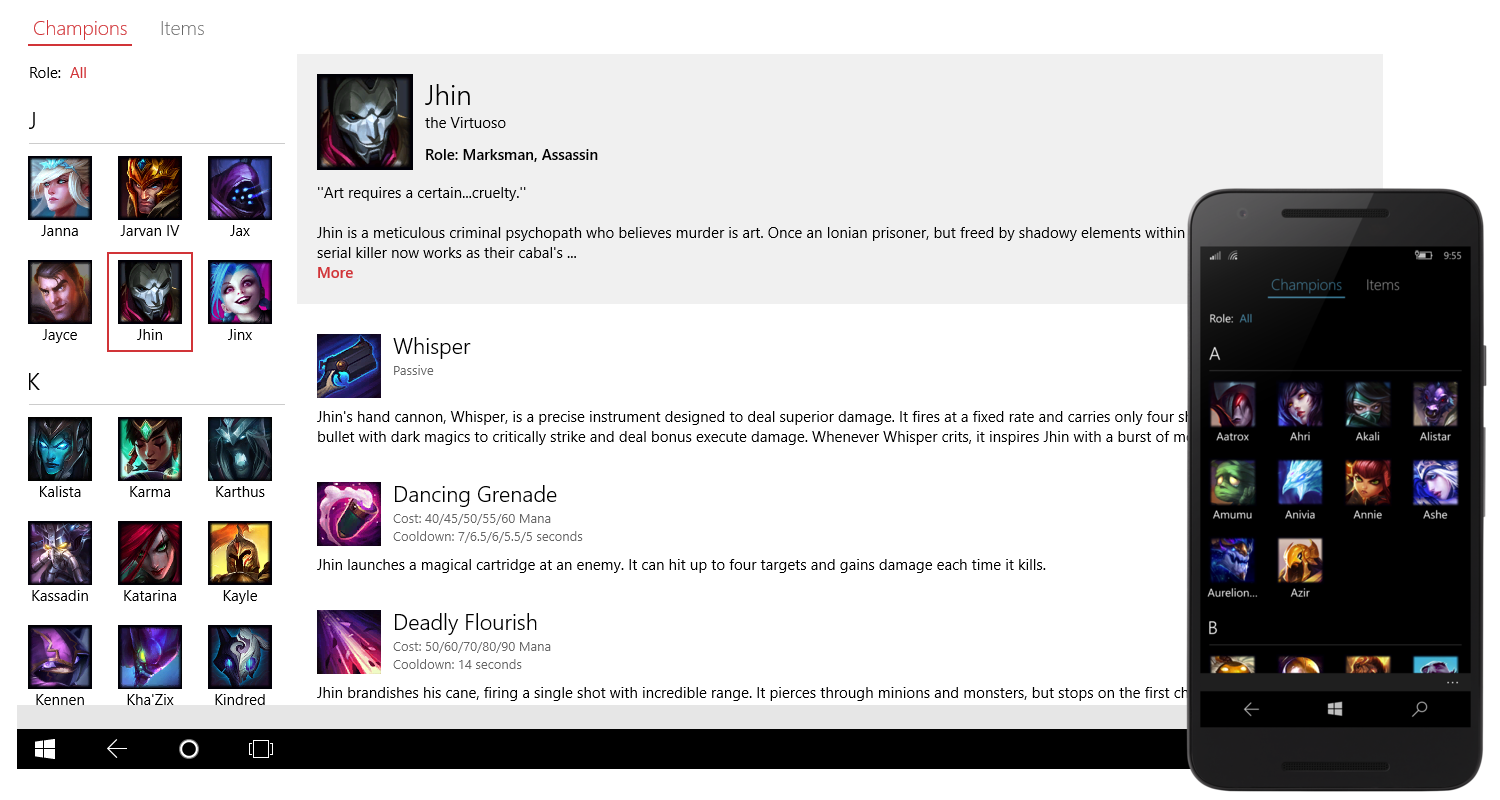 Champions Items
Role: All
J
Janna Jarvan IV Jax
Jayce Jhin Jinx
K
Kalista Karma Karthus
Kassadin Katarina Kayle
Kennen Kha'Zix Kindred
Jhin
the Virtuoso
Role: Marksman, Assassin
"Art requires a certain...cruelty."
Jhin is a meticulous criminal psychopath who believes murder is art. Once an Ionian prisoner, but freed by shadowy elements within
serial killer now works as their cabal's ...
More
Whisper
Passive
Jhin's hand cannon, Whisper, is a precise instrument designed to deal superior damage. It fires at a fixed rate and carries only four
bullet with dark magics to critically strike and deal bonus execute damage. Whenever Whisper crits, it inspires Jhin with a burst of
Dancing Grenade
Cost: 40/45/50/55/60 Mana
Cooldown: 7/6.5/6/5.5/5 seconds
Jhin launches a magical cartridge at an enemy. It can hit up to four targets and gains damage each time it kills.
Deadly Flourish
Cost: 50/60/70/80/90 Mana
Cooldown: 14 seconds
Jhin brandishes his cane, firing a single shot with incredible range. It pierces through minions and monsters, but stops on the first
9:55
Champions Items
Role: All
A
Aatrox Ahri Akali Alistar
Amumu Anivia Annie Ashe
Aurelion... Azir
B
...